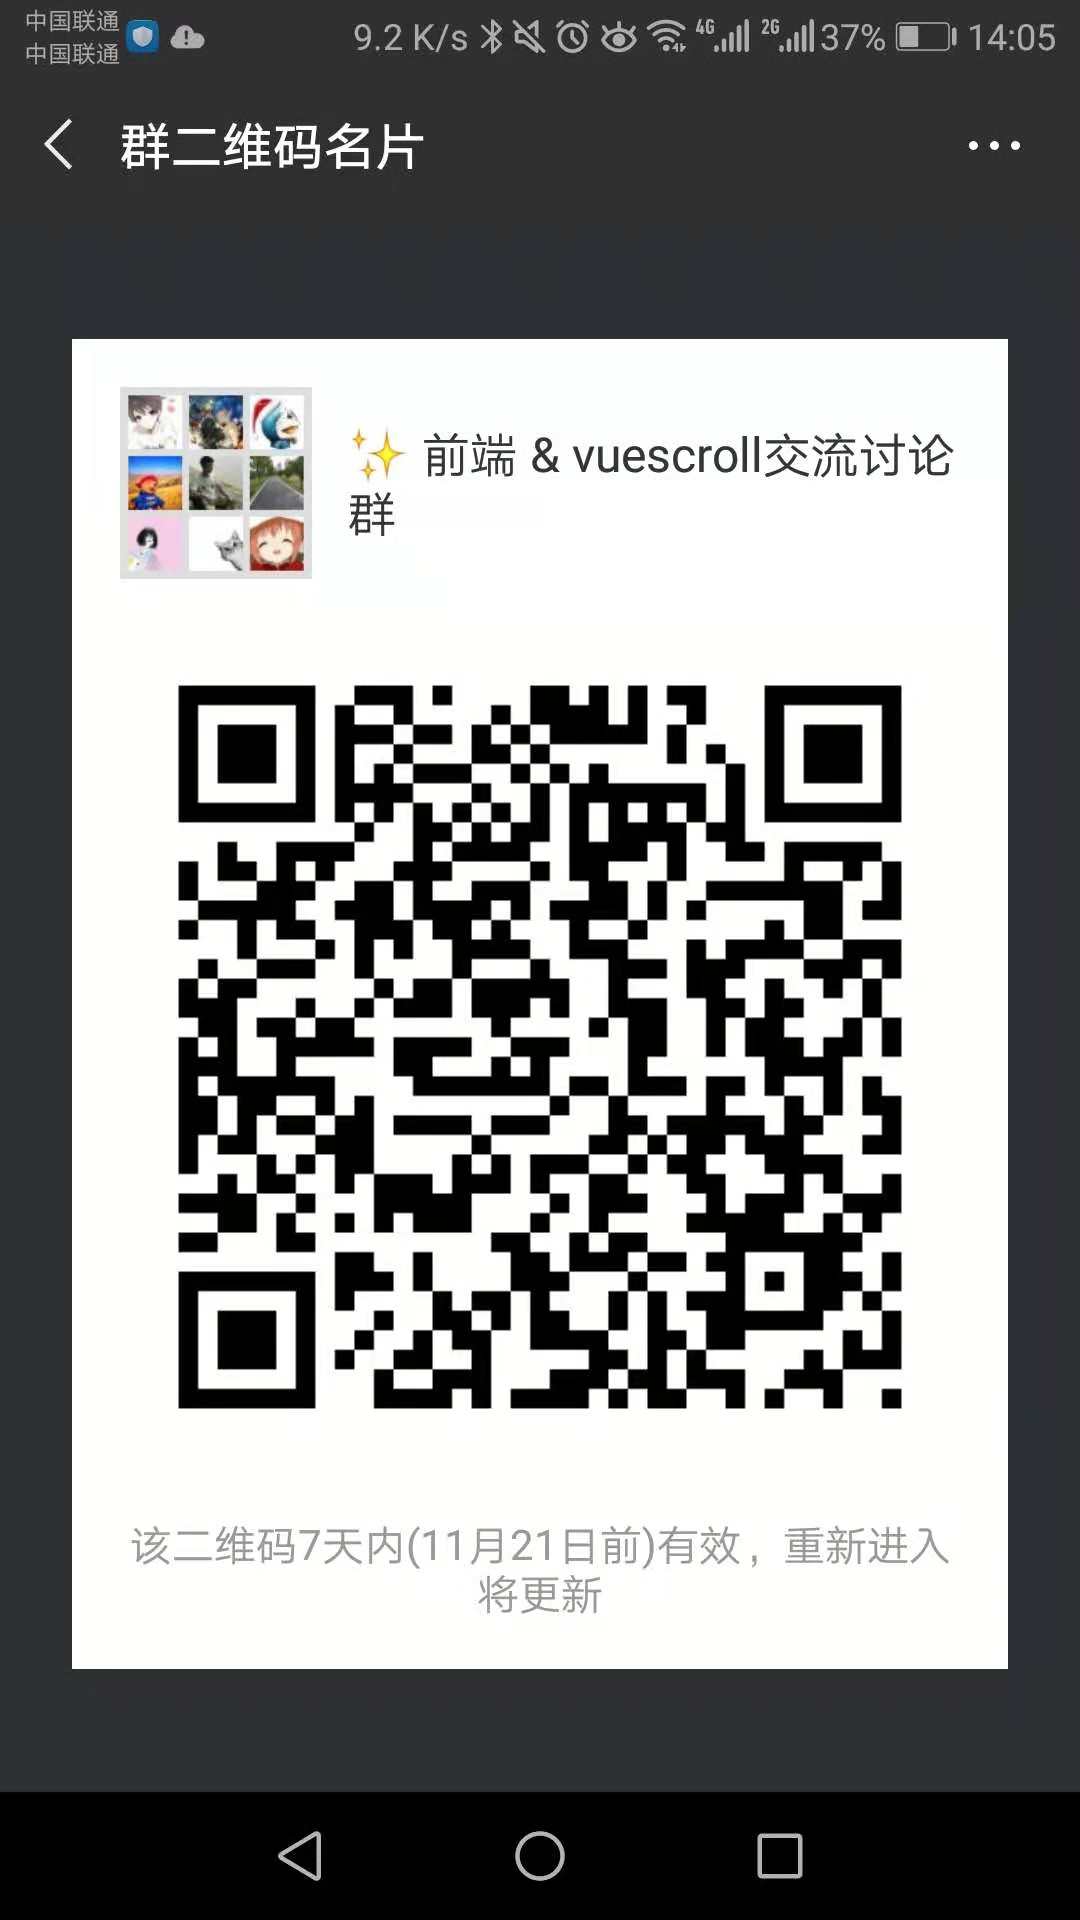 中国联通
中国联通
9.2 K/s 4G 2G 37% 14:05
群二维码名片
✨ 前端 & vuescroll交流讨论
群
该二维码7天内(11月21日前)有效，重新进入
将更新